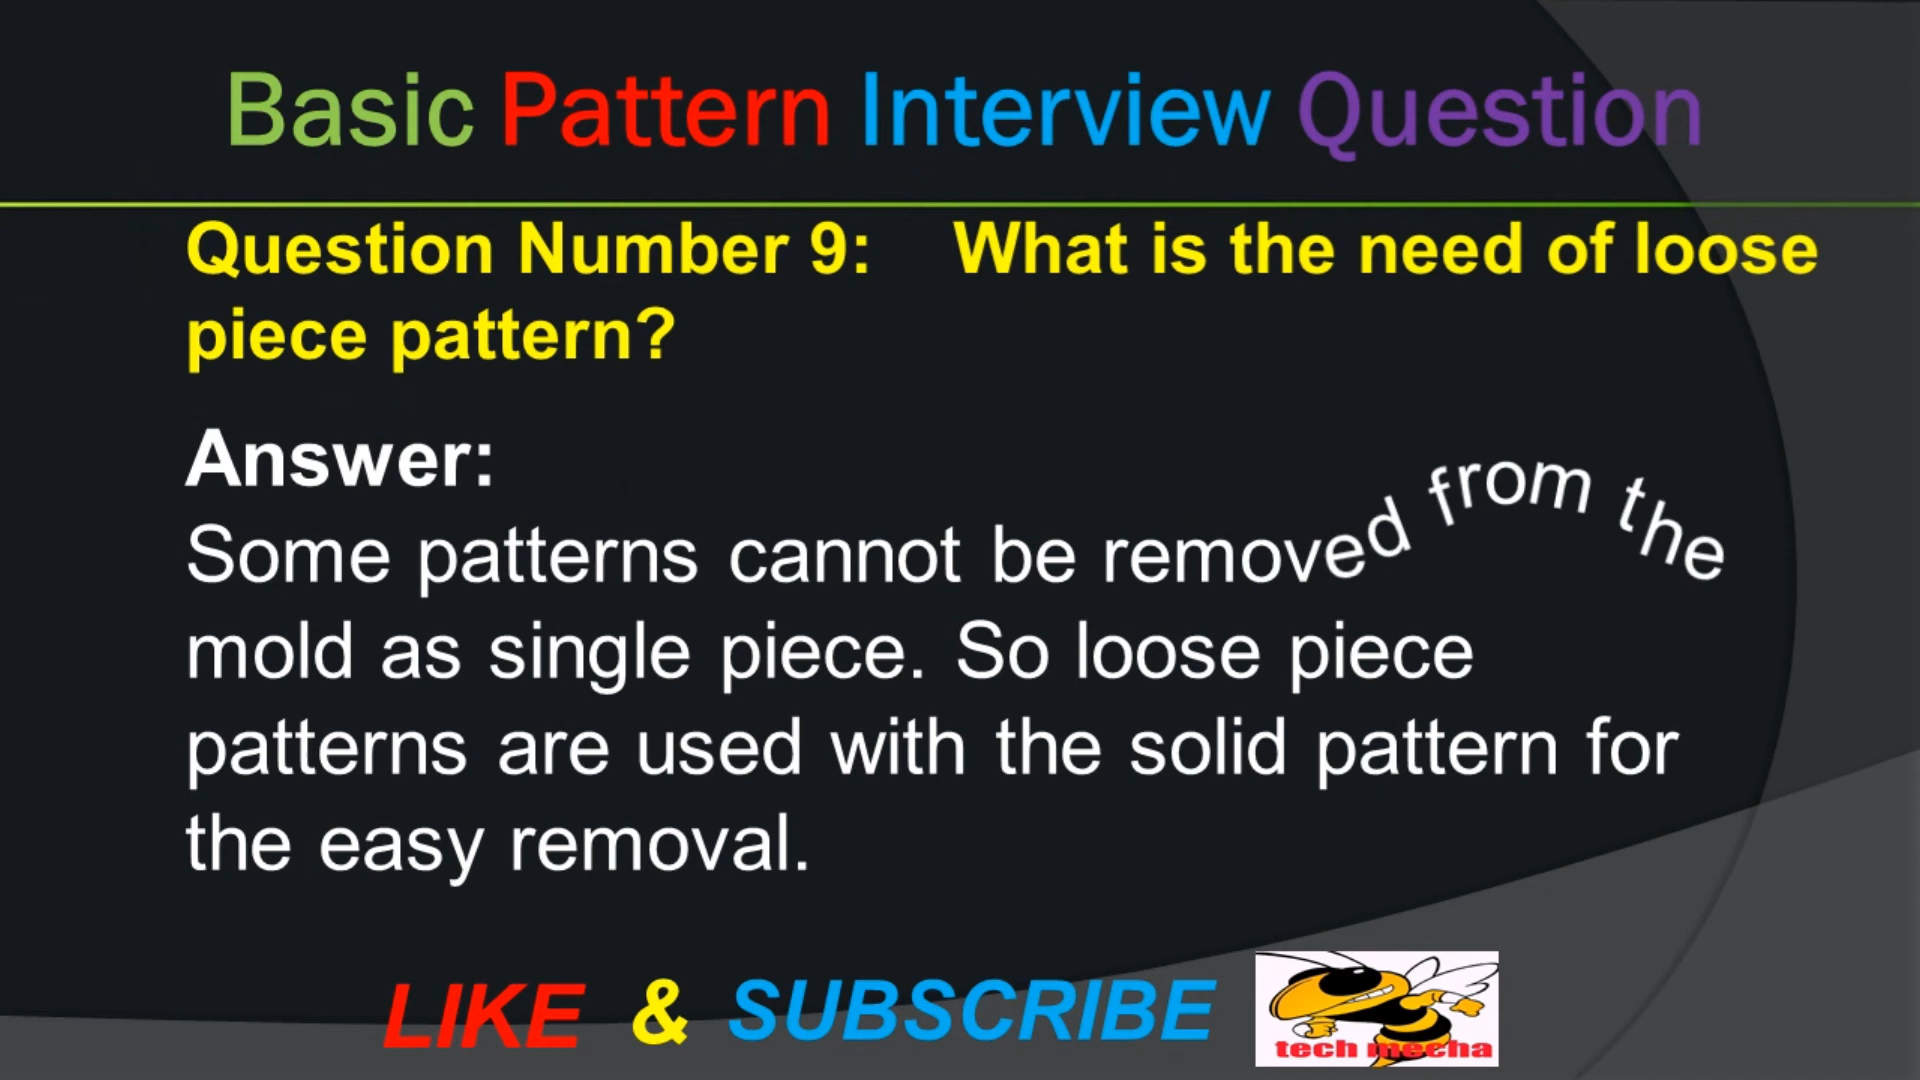 Basic Pattern Interview Question
Question Number 9: What is the need of loose
piece pattern?
Answer:
Some patterns cannot be removed from the
mold as single piece. So loose piece
patterns are used with the solid pattern for
the easy removal.
LIKE & SUBSCRIBE
tech mecha